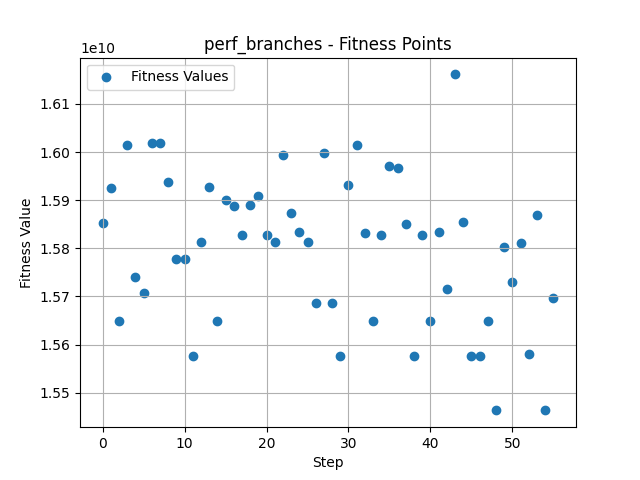 perf_branches - Fitness Points
1e10
Fitness Values
1.61
1.60
1.59
1.58
1.57
1.56
1.55
Fitness Value
0 10 20 30 40 50
Step